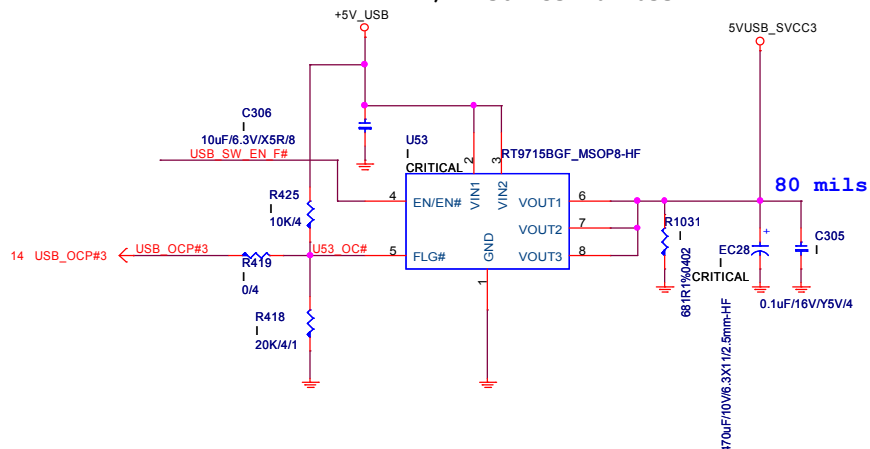 +5V_USB
5VUSB_SVCC3
C306
I
10uF/6.3V/X5R/8
USB_SW_EN_F#
U53
I
CRITICAL
RT9715BGF_MSOP8-HF
2
3
VIN1
VIN2
4
EN/EN#
VOUT1
6
80 mils
R425
I
10K/4
VOUT2
7
R1031
I
681R1%0402
EC28
I
CRITICAL
470uF/10V/6.3X11/2.5mm-HF
C305
I
0.1uF/16V/Y5V/4
14 USB_OCP#3
USB_OCP#3
U53_OC#
5
FLG#
GND
VOUT3
8
R419
I
0/4
1
R418
I
20K/4/1